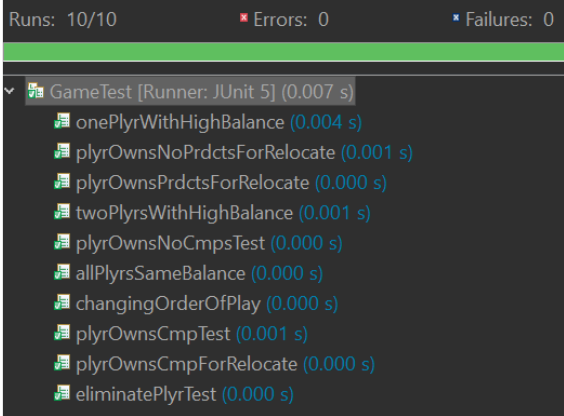 Runs: 10/10 Errors: 0 Failures: 0
GameTest [Runner: JUnit 5] (0.007 s)
onePlyrWithHighBalance (0.004 s)
plyrOwnsNoPrdctsForRelocate (0.001 s)
plyrOwnsPrdctsForRelocate (0.000 s)
twoPlyrsWithHighBalance (0.001 s)
plyrOwnsNoCmpsTest (0.000 s)
allPlyrsSameBalance (0.000 s)
changingOrderOfPlay (0.000 s)
plyrOwnsCmpTest (0.001 s)
plyrOwnsCmpForRelocate (0.000 s)
eliminatePlyrTest (0.000 s)